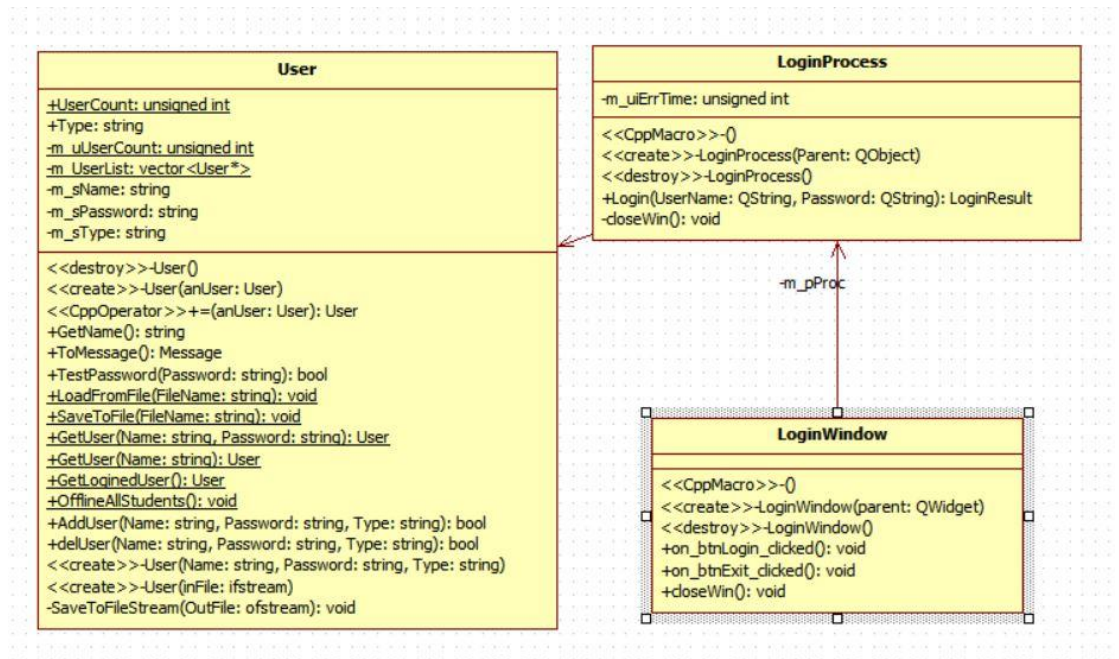 User
+UserCount: unsigned int
+Type: string
-m_uUserCount: unsigned int
-m_UserList: vector<User*>
-m_sName: string
-m_sPassword: string
-m_sType: string
<<destroy>>-User()
<<create>>-User(anUser: User)
<<CppOperator>>+=(anUser: User): User
+GetName(): string
+ToMessage(): Message
+TestPassword(Password: string): bool
+LoadFromFile(FileName: string): void
+SaveToFile(FileName: string): void
+GetUser(Name: string, Password: string): User
+GetUser(Name: string): User
+GetLoginedUser(): User
+OfflineAllStudents(): void
+AddUser(Name: string, Password: string, Type: string): bool
+delUser(Name: string, Password: string, Type: string): bool
<<create>>-User(Name: string, Password: string, Type: string)
<<create>>-User(inFile: ifstream)
-SaveToFileStream(OutFile: ofstream): void
LoginProcess
-m_uiErrTime: unsigned int
<<CppMacro>>-()
<<create>>-LoginProcess(Parent: QObject)
<<destroy>>-LoginProcess()
+Login(UserName: QString, Password: QString): LoginResult
-closeWin(): void
-m_pProc
LoginWindow
<<CppMacro>>-()
<<create>>-LoginWindow(parent: QWidget)
<<destroy>>-LoginWindow()
+on_btnLogin_clicked(): void
+on_btnExit_clicked(): void
+closeWin(): void